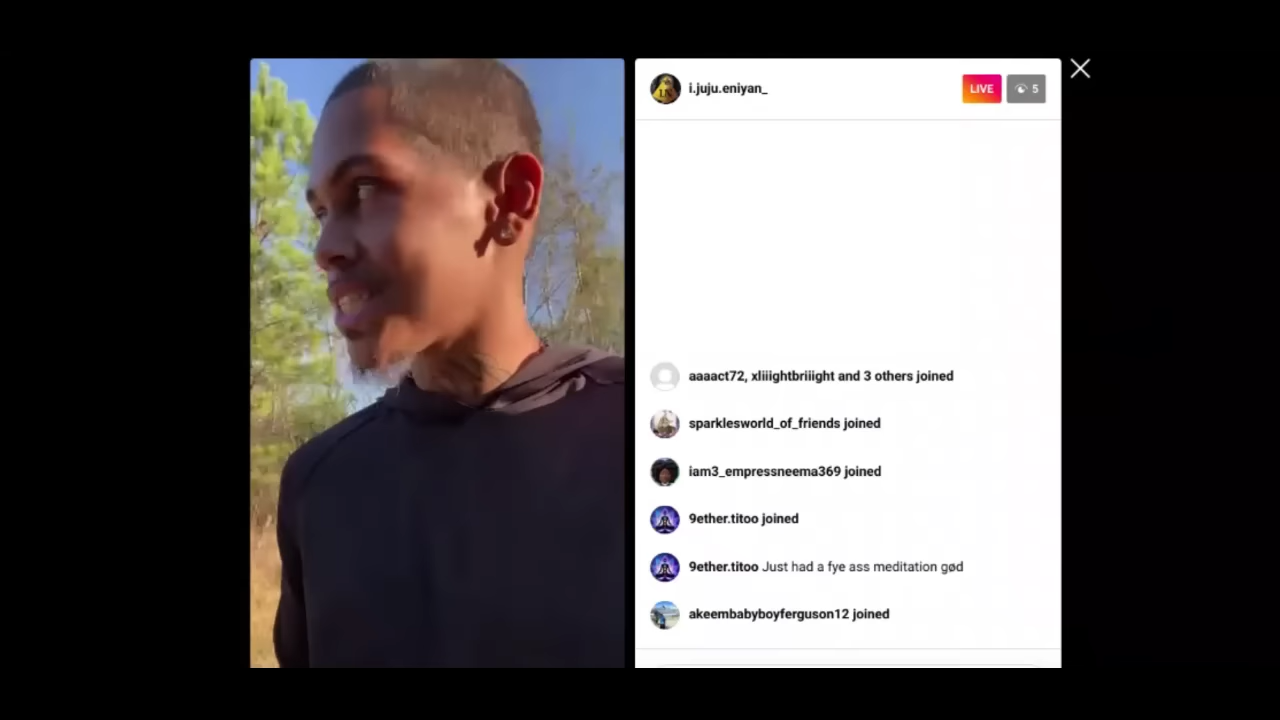 i.juju.eniyan_
LIVE
5
aaaact72, xliiightbriiight and 3 others joined
sparklesworld_of_friends joined
iam3_empressneema369 joined
9ether.titoo joined
9ether.titoo Just had a fye ass meditation gød
akeembabyboyferguson12 joined